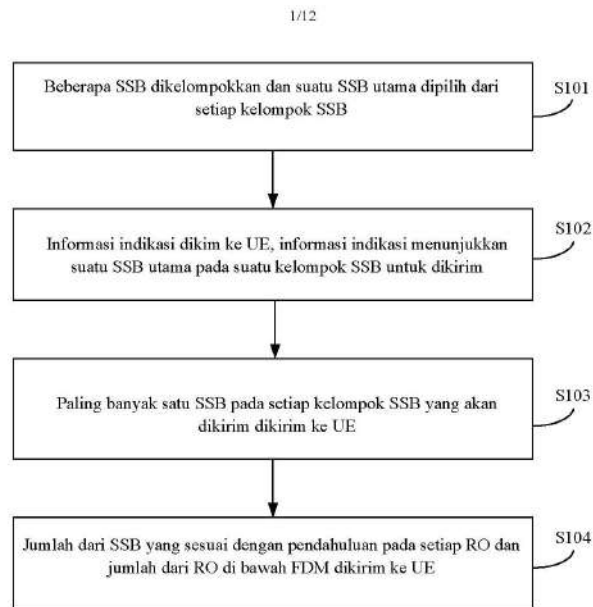 1/12
Beberapa SSB dikelompokkan dan suatu SSB utama dipilih dari
setiap kelompok SSB
S101
Informasi indikasi dikim ke UE, informasi indikasi menunjukkan
suatu SSB utama pada suatu kelompok SSB untuk dikirim
S102
Paling banyak satu SSB pada setiap kelompok SSB yang akan
dikirim dikirim ke UE
S103
Jumlah dari SSB yang sesuai dengan pendahuluan pada setiap RO dan
jumlah dari RO di bawah FDM dikirim ke UE
S104